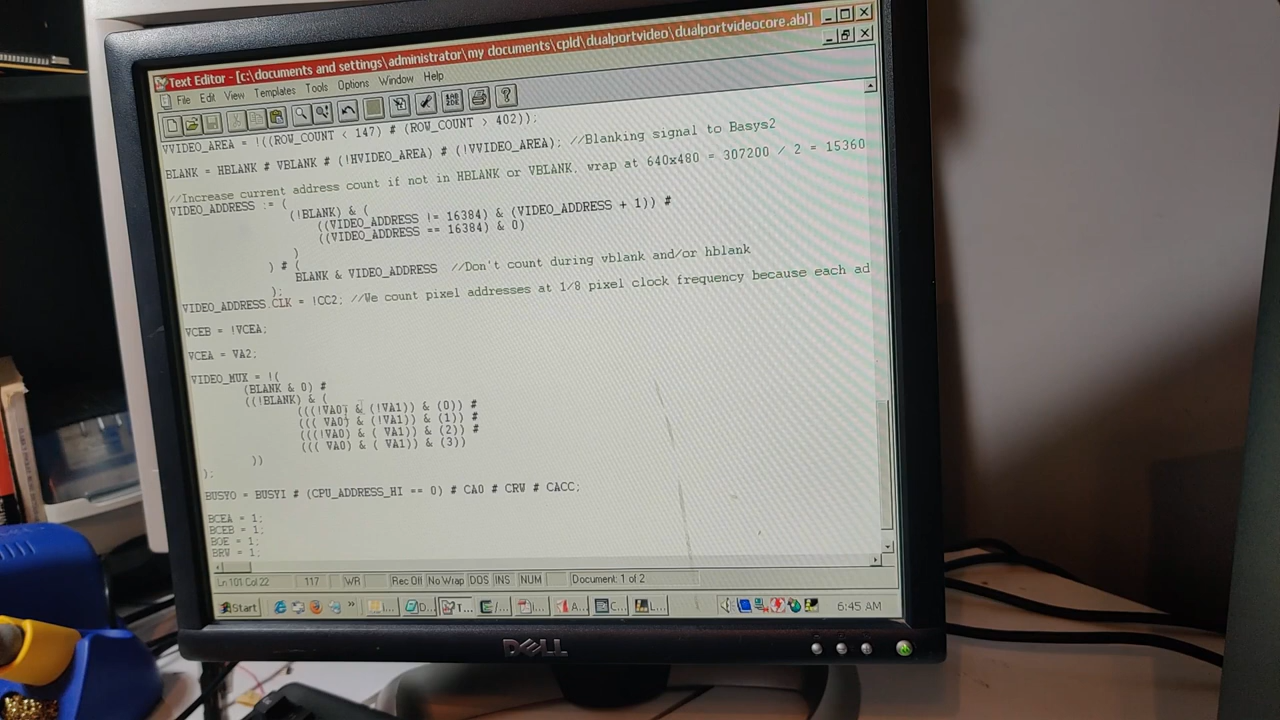 Text Editor - [c:\documents and settings\administrator\my documents\cpld\dualportvideo\dualportvideocore.abl]
File Edit View Templates Tools Options Window Help
VVIDEO_AREA = !((ROW_COUNT < 147) # (ROW_COUNT > 402));
BLANK = HBLANK # VBLANK # (!HVIDEO_AREA) # (!VVIDEO_AREA); //Blanking signal to Basys2
//Increase current address count if not in HBLANK or VBLANK, wrap at 640x480 = 307200 / 2 = 15360
VIDEO_ADDRESS := (
(!BLANK) & (
((VIDEO_ADDRESS != 16384) & (VIDEO_ADDRESS + 1)) #
((VIDEO_ADDRESS == 16384) & 0)
)
) # (
BLANK & VIDEO_ADDRESS //Don't count during vblank and/or hblank
);
VIDEO_ADDRESS.CLK = !CC2; //We count pixel addresses at 1/8 pixel clock frequency because each ad
VCEB = !VCEA;
VCEA = VA2;
VIDEO_MUX = !(
(BLANK & 0) #
((!BLANK) & (
(((!VA0) & (!VA1)) & (0)) #
((( VA0) & (!VA1)) & (1)) #
(((!VA0) & ( VA1)) & (2)) #
((( VA0) & ( VA1)) & (3))
))
);
BUSYO = BUSYI # (CPU_ADDRESS_HI == 0) # CA0 # CRW # CACC;
BCEA = 1;
BCEB = 1;
BOE = 1;
BRW = 1;
Ln 101 Col 22 117 WR Rec Off No Wrap DOS INS NUM Document: 1 of 2
Start » I... D... T... /... I... A... C... L... 6:45 AM
DELL